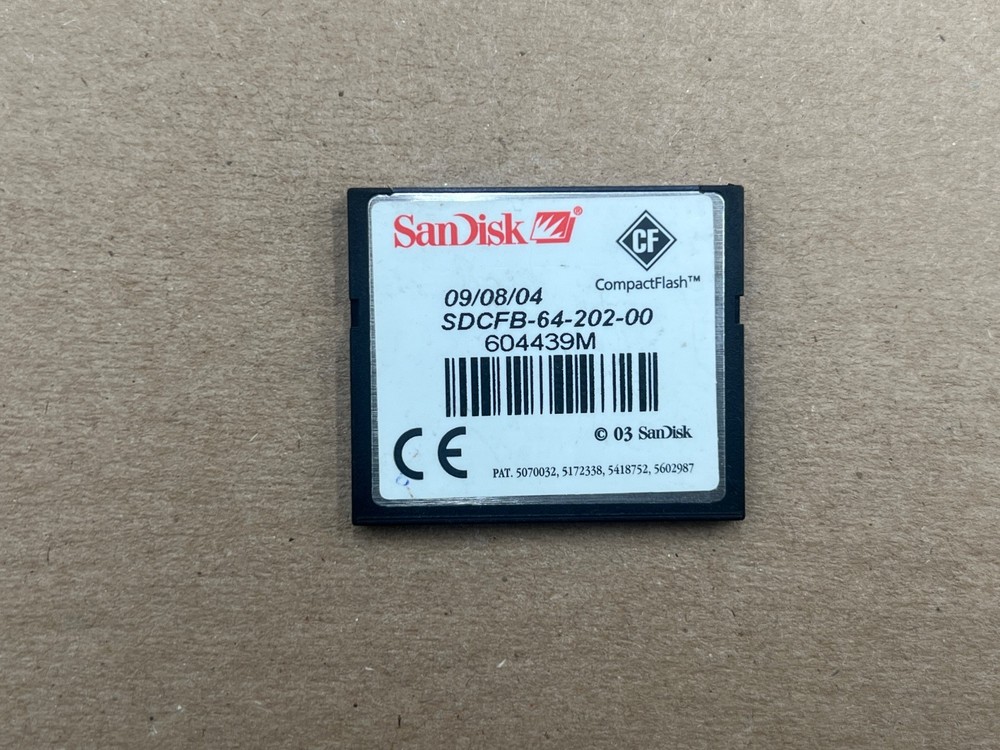 SanDisk ®
CF
CompactFlash™
09/08/04
SDCFB-64-202-00
604439M
© 03 SanDisk
CE
PAT. 5070032, 5172338, 5418752, 5602987